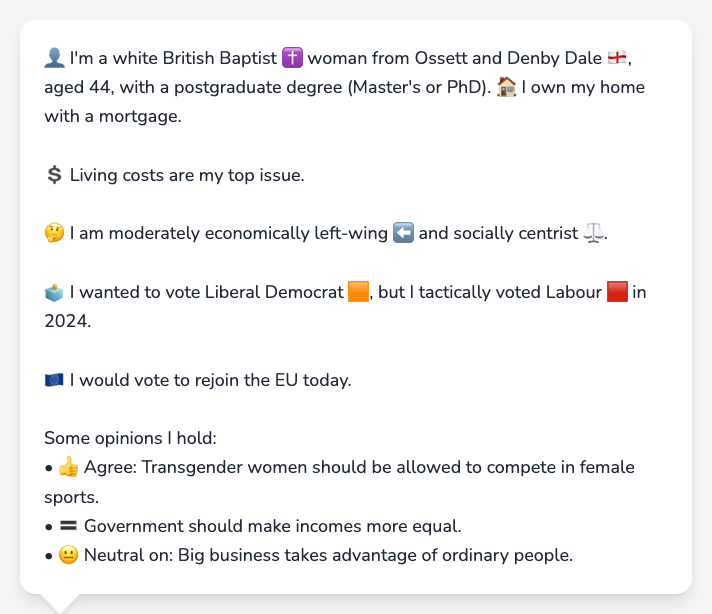 👤 I'm a white British Baptist ✝️ woman from Ossett and Denby Dale 🏴󠁧󠁢󠁥󠁮󠁧󠁿,
aged 44, with a postgraduate degree (Master's or PhD). 🏠 I own my home
with a mortgage.
💲 Living costs are my top issue.
🤔 I am moderately economically left-wing ⬅️ and socially centrist ⚖️.
🗳️ I wanted to vote Liberal Democrat 🟧, but I tactically voted Labour 🟥 in
2024.
🇪🇺 I would vote to rejoin the EU today.
Some opinions I hold:
• 👍 Agree: Transgender women should be allowed to compete in female
sports.
• 🟰 Government should make incomes more equal.
• 😐 Neutral on: Big business takes advantage of ordinary people.